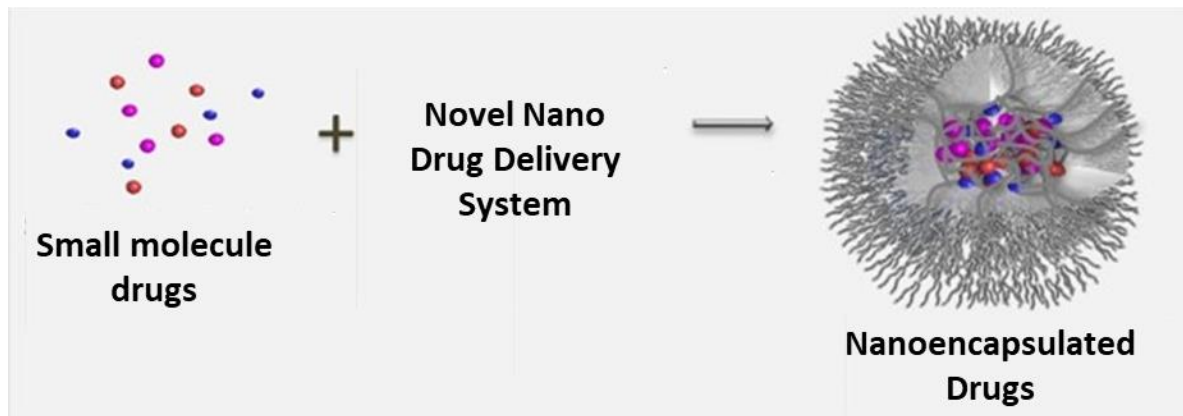 Small molecule
drugs
+
Novel Nano
Drug Delivery
System
Nanoencapsulated
Drugs